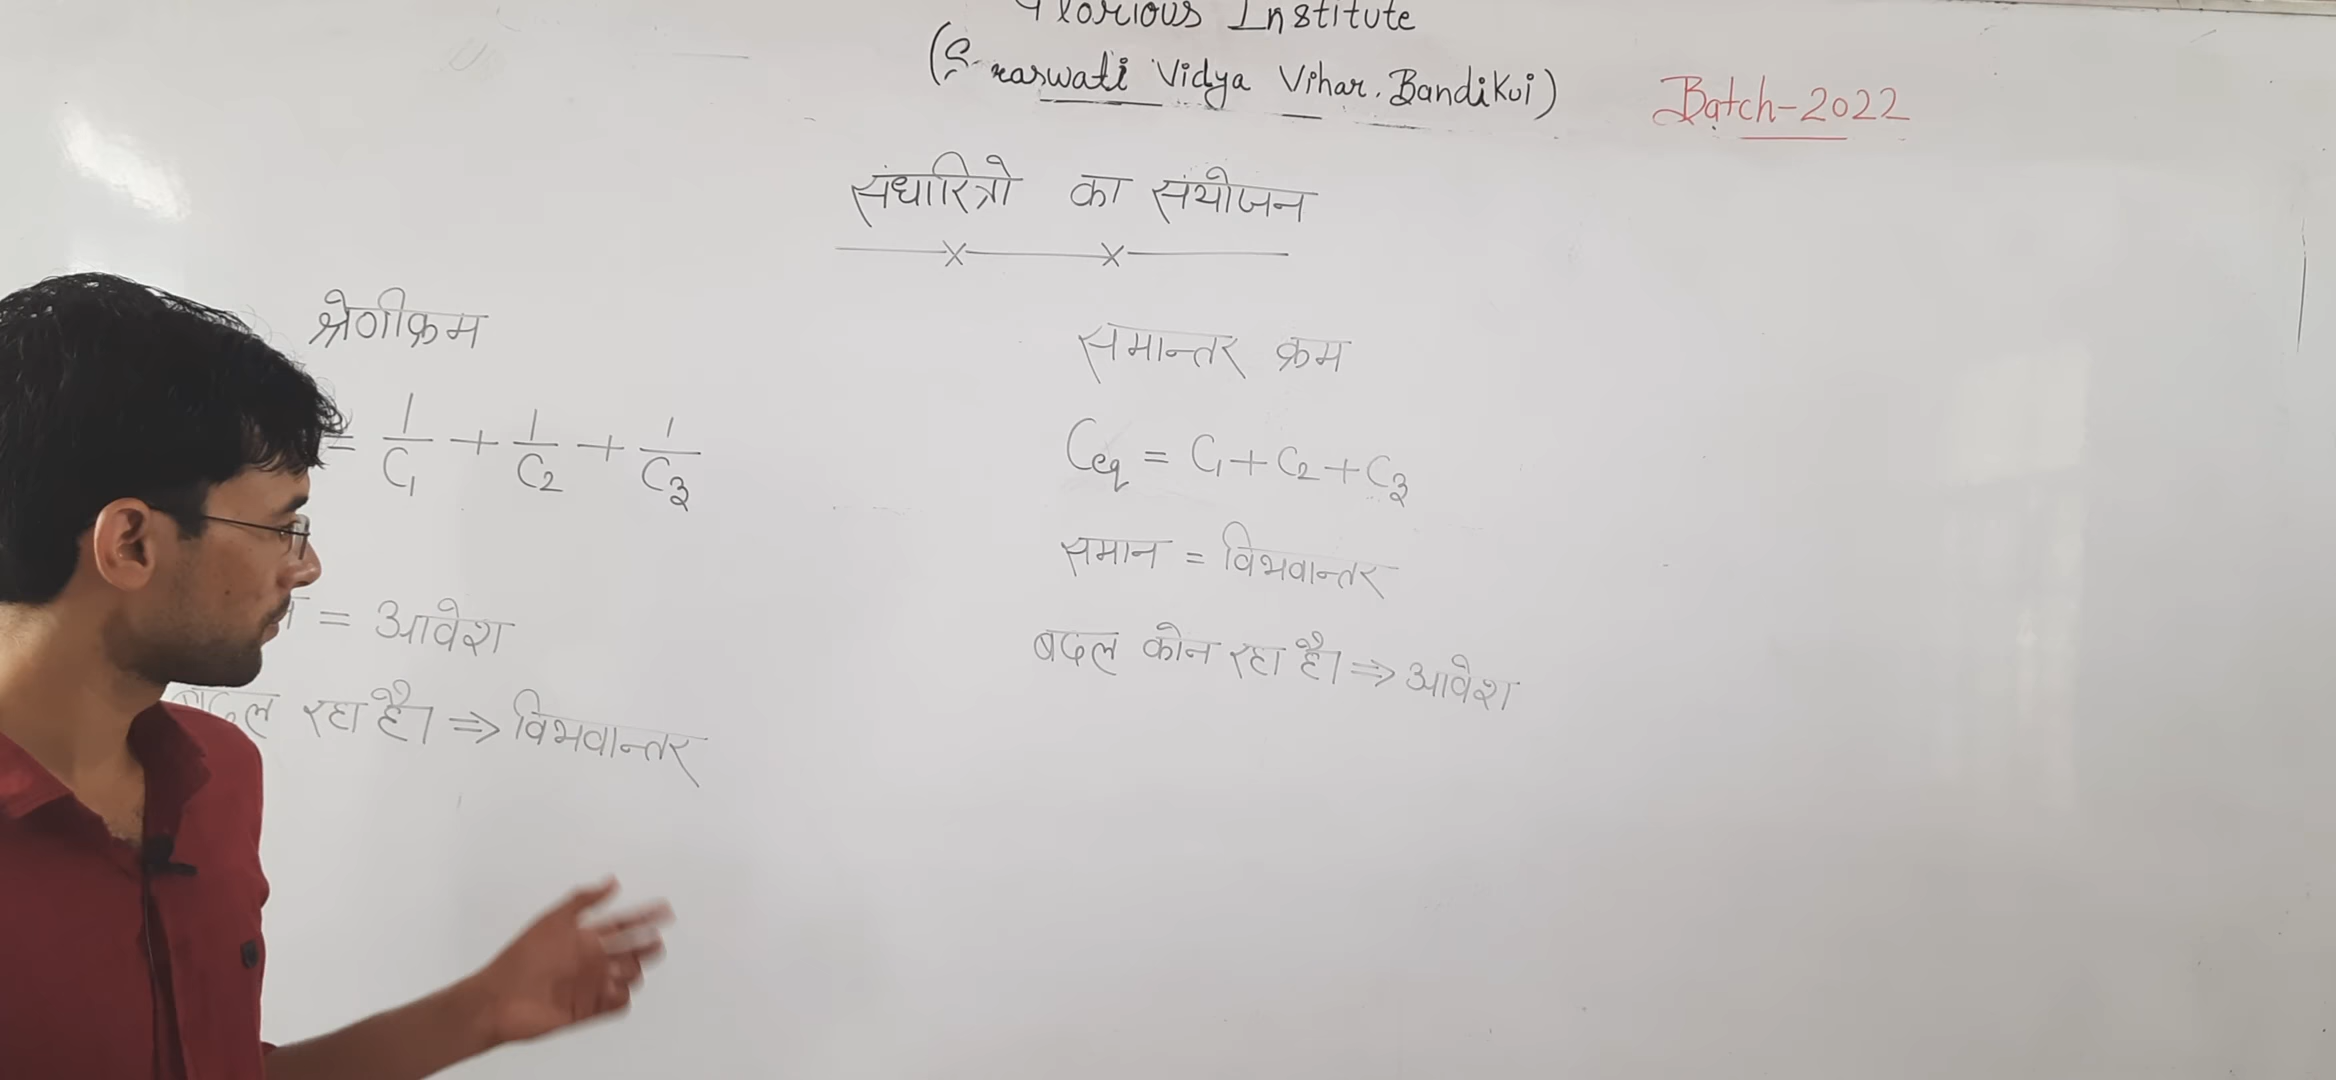 Glorious Institute
(Saraswati Vidya Vihar, Bandikui)
Batch-2022
संधारित्रो का संयोजन
श्रेणीक्रम
= 1/C₁ + 1/C₂ + 1/C₃
= आवेश
बदल रहा है। ⇒ विभवान्तर
समान्तर क्रम
Ceq = C₁ + C₂ + C₃
समान = विभवान्तर
बदल कोन रहा है। ⇒ आवेश